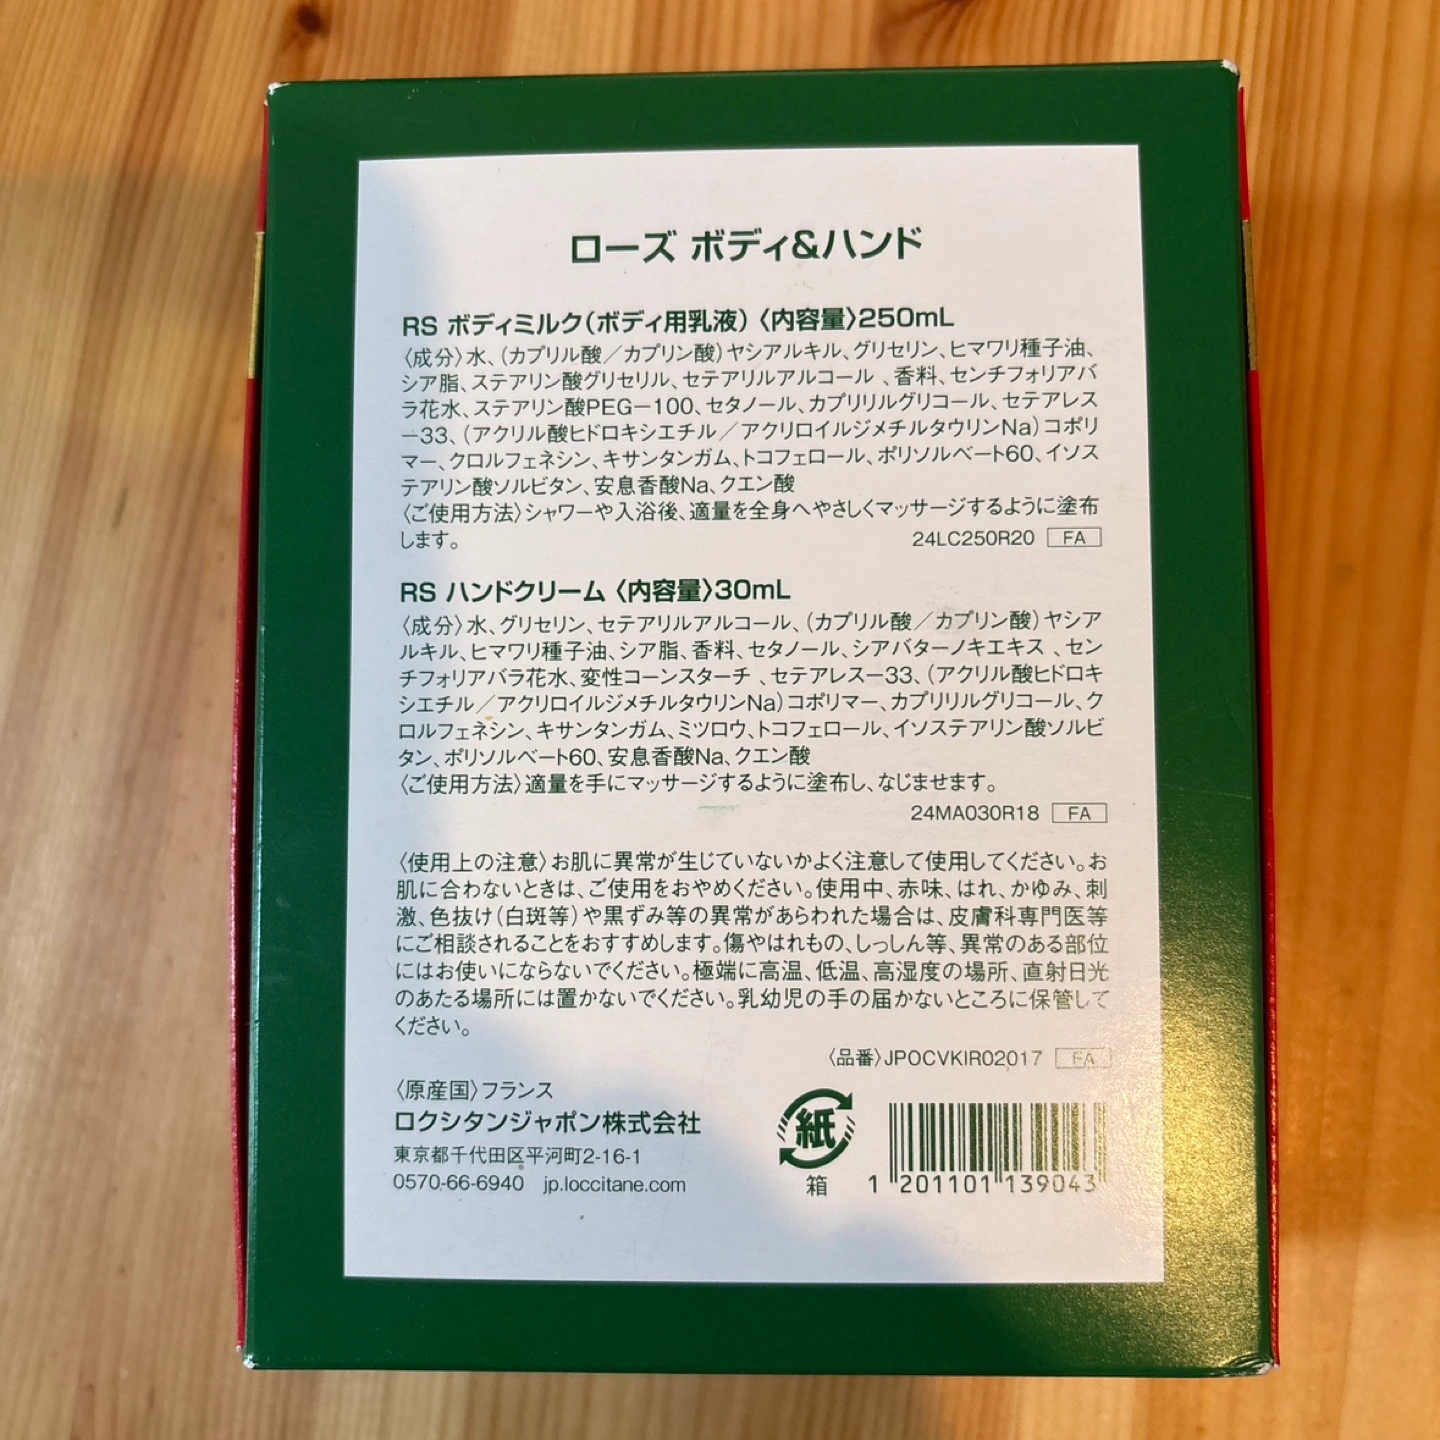 ローズ ボディ&ハンド
RS ボディミルク(ボディ用乳液)〈内容量〉250mL
〈成分〉水、(カプリル酸／カプリン酸)ヤシアルキル、グリセリン、ヒマワリ種子油、
シア脂、ステアリン酸グリセリル、セテアリルアルコール 、香料、センチフォリアバ
ラ花水、ステアリン酸PEG－100、セタノール、カプリリルグリコール、セテアレス
－33、(アクリル酸ヒドロキシエチル／アクリロイルジメチルタウリンNa)コポリ
マー、クロルフェネシン、キサンタンガム、トコフェロール、ポリソルベート60、イソス
テアリン酸ソルビタン、安息香酸Na、クエン酸
〈ご使用方法〉シャワーや入浴後、適量を全身へやさしくマッサージするように塗布
します。 24LC250R20 FA
RS ハンドクリーム〈内容量〉30mL
〈成分〉水、グリセリン、セテアリルアルコール、(カプリル酸／カプリン酸)ヤシア
ルキル、ヒマワリ種子油、シア脂、香料、セタノール、シアバターノキエキス 、セン
チフォリアバラ花水、変性コーンスターチ 、セテアレス－33、(アクリル酸ヒドロキ
シエチル／アクリロイルジメチルタウリンNa)コポリマー、カプリリルグリコール、ク
ロルフェネシン、キサンタンガム、ミツロウ、トコフェロール、イソステアリン酸ソルビ
タン、ポリソルベート60、安息香酸Na、クエン酸
〈ご使用方法〉適量を手にマッサージするように塗布し、なじませます。
24MA030R18 FA
〈使用上の注意〉お肌に異常が生じていないかよく注意して使用してください。お
肌に合わないときは、ご使用をおやめください。使用中、赤味、はれ、かゆみ、刺
激、色抜け(白斑等)や黒ずみ等の異常があらわれた場合は、皮膚科専門医等
にご相談されることをおすすめします。傷やはれもの、しっしん等、異常のある部位
にはお使いにならないでください。極端に高温、低温、高湿度の場所、直射日光
のあたる場所には置かないでください。乳幼児の手の届かないところに保管して
ください。
〈品番〉JPOCVKIR02017 FA
〈原産国〉フランス
ロクシタンジャポン株式会社
東京都千代田区平河町2-16-1
0570-66-6940 jp.loccitane.com
紙
箱
1 201101 139043